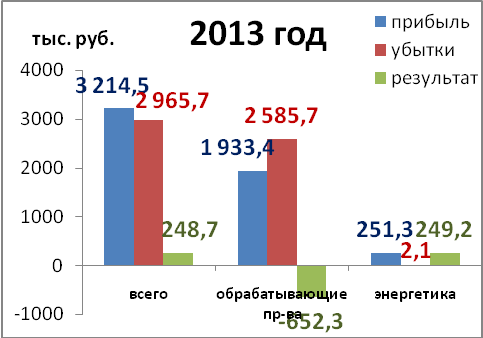 2013 год
тыс. руб.
прибыль
убытки
результат
4000
3000
2000
1000
0
-1000
3 214,5
2 965,7
248,7
1 933,4
2 585,7
-652,3
251,3
2,1
249,2
всего
обрабатывающие
пр-ва
энергетика